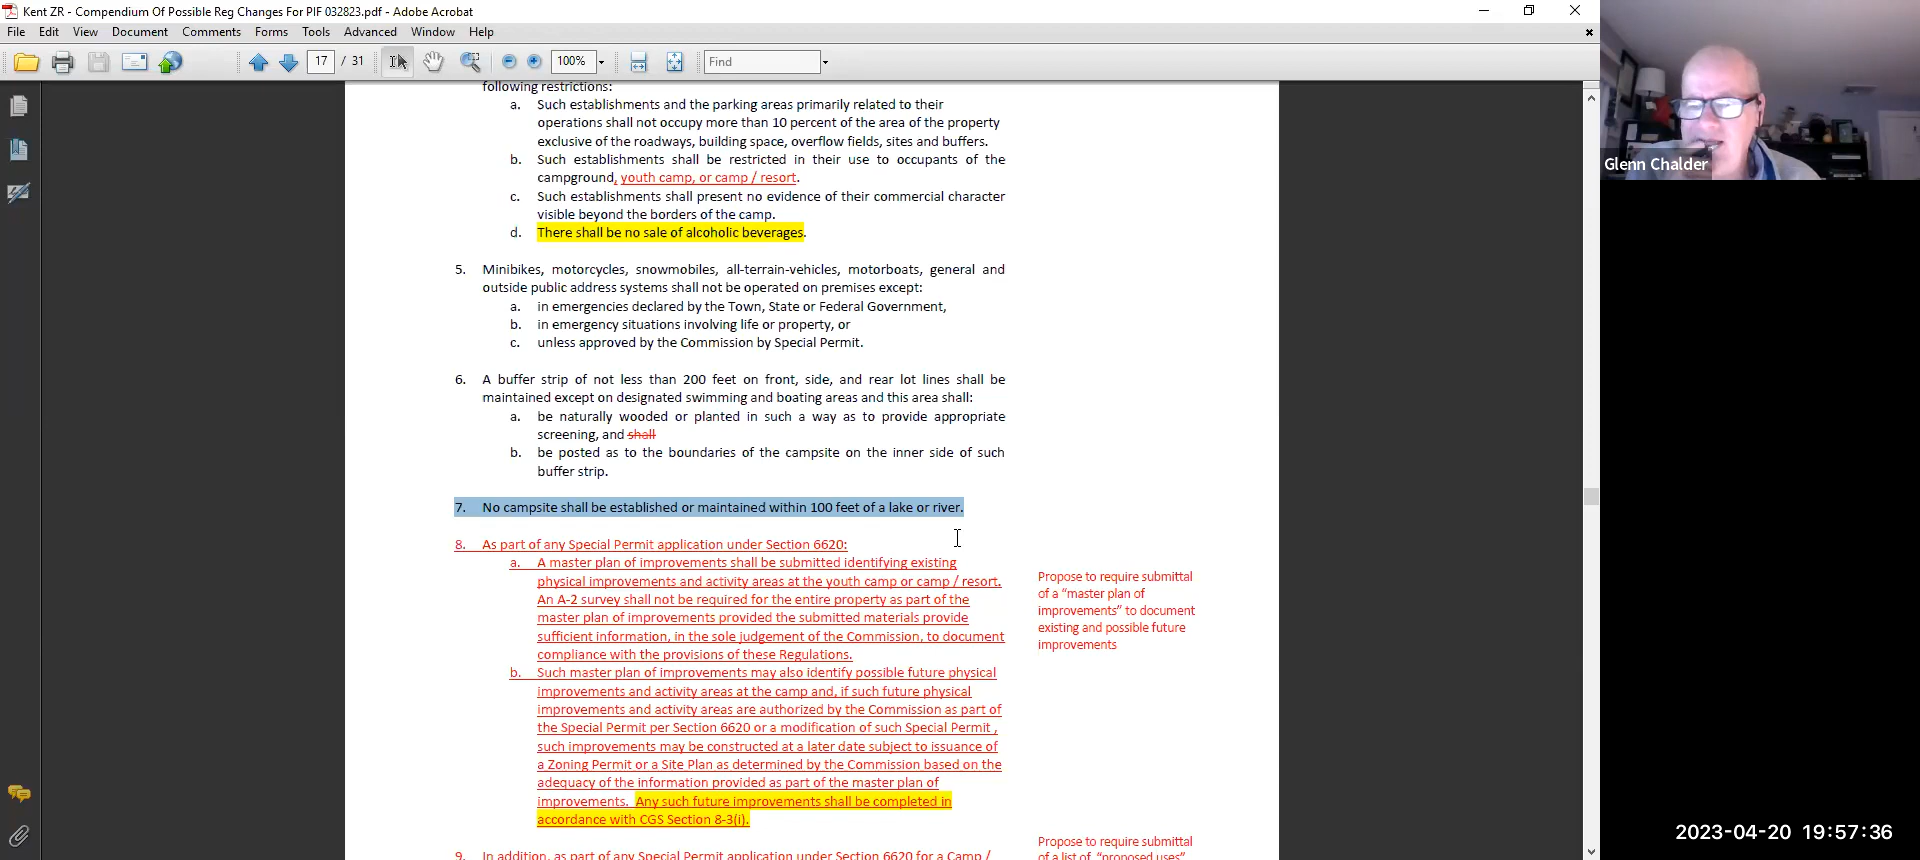 Kent ZR - Compendium Of Possible Reg Changes For PIF 032823.pdf - Adobe Acrobat
File Edit View Document Comments Forms Tools Advanced Window Help
17 / 31 100% Find
following restrictions:
a. Such establishments and the parking areas primarily related to their
operations shall not occupy more than 10 percent of the area of the property
exclusive of the roadways, building space, overflow fields, sites and buffers.
b. Such establishments shall be restricted in their use to occupants of the
campground, youth camp, or camp / resort.
c. Such establishments shall present no evidence of their commercial character
visible beyond the borders of the camp.
d. There shall be no sale of alcoholic beverages.
5. Minibikes, motorcycles, snowmobiles, all-terrain-vehicles, motorboats, general and
outside public address systems shall not be operated on premises except:
a. in emergencies declared by the Town, State or Federal Government,
b. in emergency situations involving life or property, or
c. unless approved by the Commission by Special Permit.
6. A buffer strip of not less than 200 feet on front, side, and rear lot lines shall be
maintained except on designated swimming and boating areas and this area shall:
a. be naturally wooded or planted in such a way as to provide appropriate
screening, and shall
b. be posted as to the boundaries of the campsite on the inner side of such
buffer strip.
7. No campsite shall be established or maintained within 100 feet of a lake or river.
8. As part of any Special Permit application under Section 6620:
a. A master plan of improvements shall be submitted identifying existing
physical improvements and activity areas at the youth camp or camp / resort.
An A-2 survey shall not be required for the entire property as part of the
master plan of improvements provided the submitted materials provide
sufficient information, in the sole judgement of the Commission, to document
compliance with the provisions of these Regulations.
b. Such master plan of improvements may also identify possible future physical
improvements and activity areas at the camp and, if such future physical
improvements and activity areas are authorized by the Commission as part of
the Special Permit per Section 6620 or a modification of such Special Permit ,
such improvements may be constructed at a later date subject to issuance of
a Zoning Permit or a Site Plan as determined by the Commission based on the
adequacy of the information provided as part of the master plan of
improvements. Any such future improvements shall be completed in
accordance with CGS Section 8-3(i).
9. In addition, as part of any Special Permit application under Section 6620 for a Camp /
Propose to require submittal
of a “master plan of
improvements” to document
existing and possible future
improvements
Propose to require submittal
of a list of “proposed uses”
Glenn Chalder
2023-04-20 19:57:36